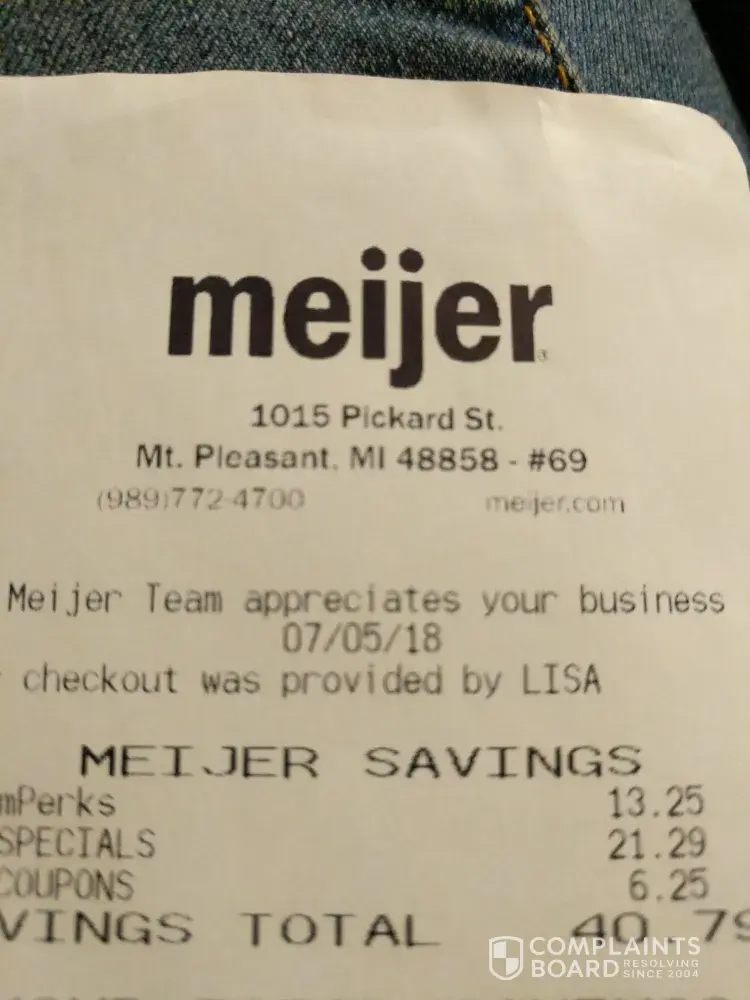 meijer
1015 Pickard St.
Mt. Pleasant, MI 48858 - #69
(989)772-4700 meijer.com
Meijer Team appreciates your business
07/05/18
checkout was provided by LISA
MEIJER SAVINGS
mPerks 13.25
SPECIALS 21.29
COUPONS 6.25
VINGS TOTAL 40.79
COMPLAINTS
BOARD RESOLVING
SINCE 2004